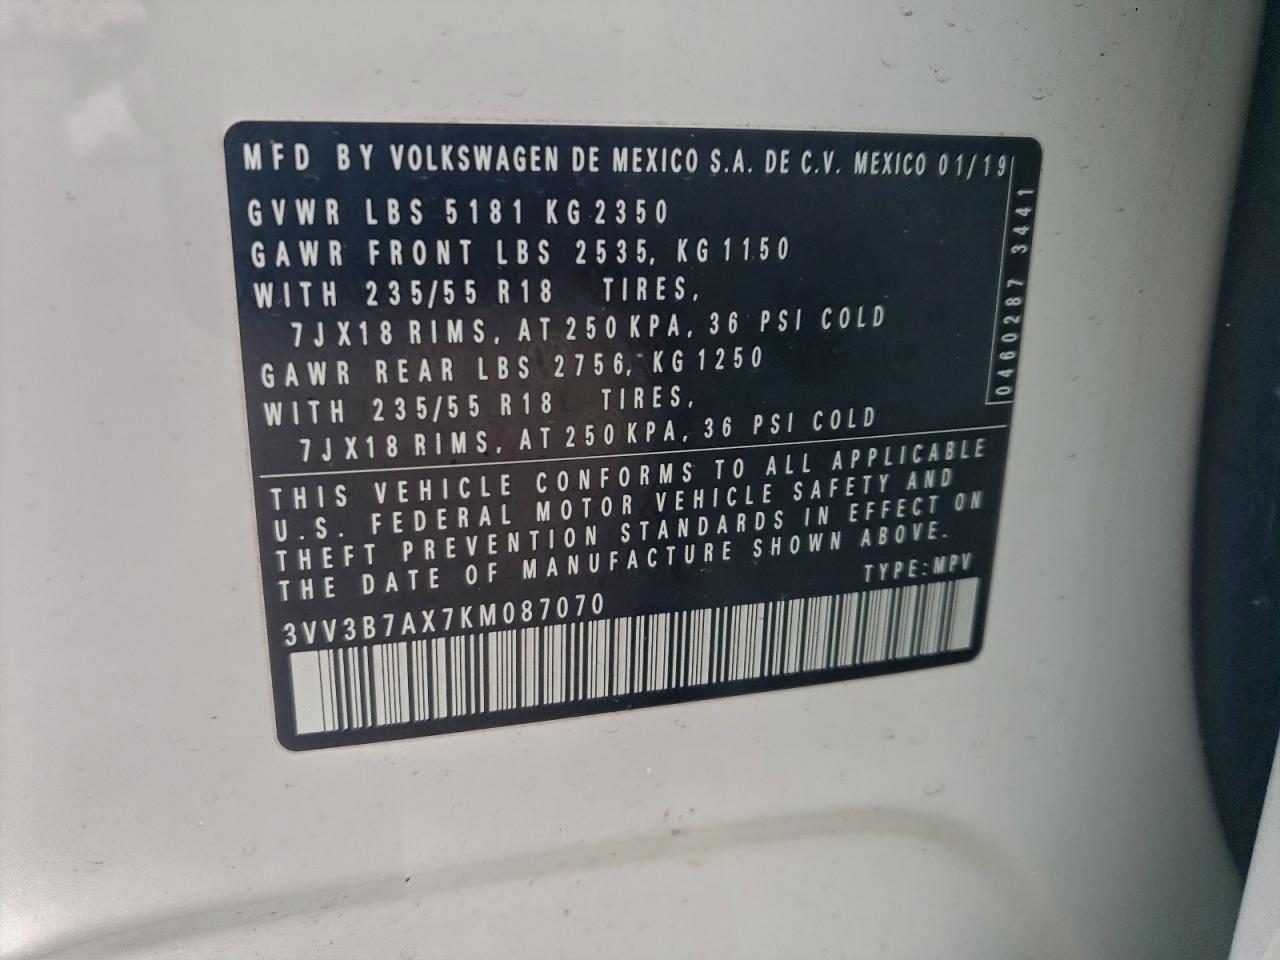 MFD BY VOLKSWAGEN DE MEXICO S.A. DE C.V. MEXICO 01/19
GVWR LBS 5181 KG 2350
GAWR FRONT LBS 2535, KG 1150
WITH 235/55 R18 TIRES,
7JX18 RIMS, AT 250 KPA, 36 PSI COLD
GAWR REAR LBS 2756, KG 1250
WITH 235/55 R18 TIRES,
7JX18 RIMS, AT 250 KPA, 36 PSI COLD
0460287 3441
THIS VEHICLE CONFORMS TO ALL APPLICABLE
U.S. FEDERAL MOTOR VEHICLE SAFETY AND
THEFT PREVENTION STANDARDS IN EFFECT ON
THE DATE OF MANUFACTURE SHOWN ABOVE.
TYPE:MPV
3VV3B7AX7KM087070